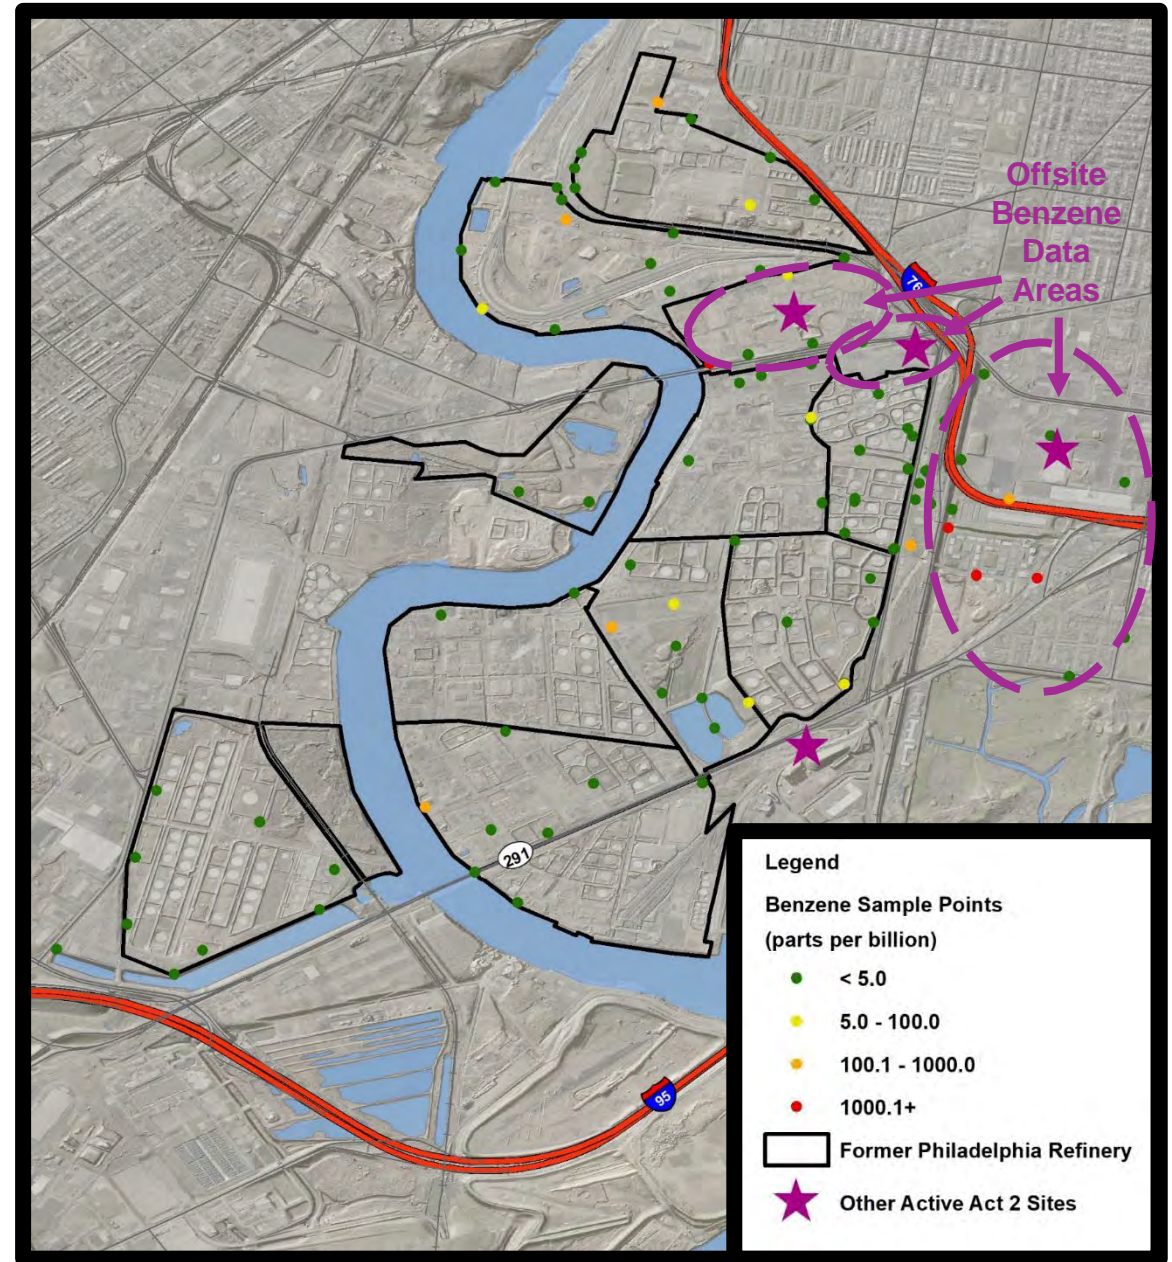 Offsite
Benzene
Data
Areas
76
291
95
Legend
Benzene Sample Points
(parts per billion)
< 5.0
5.0 - 100.0
100.1 - 1000.0
1000.1+
Former Philadelphia Refinery
Other Active Act 2 Sites